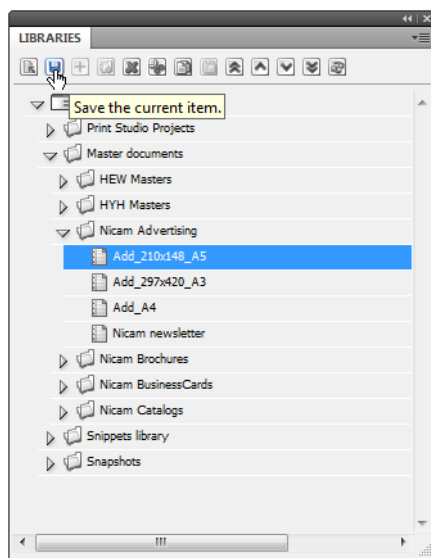 LIBRARIES
Save the current item.
Print Studio Projects
Master documents
HEW Masters
HYH Masters
Nicam Advertising
Add_210x148_A5
Add_297x420_A3
Add_A4
Nicam newsletter
Nicam Brochures
Nicam BusinessCards
Nicam Catalogs
Snippets library
Snapshots